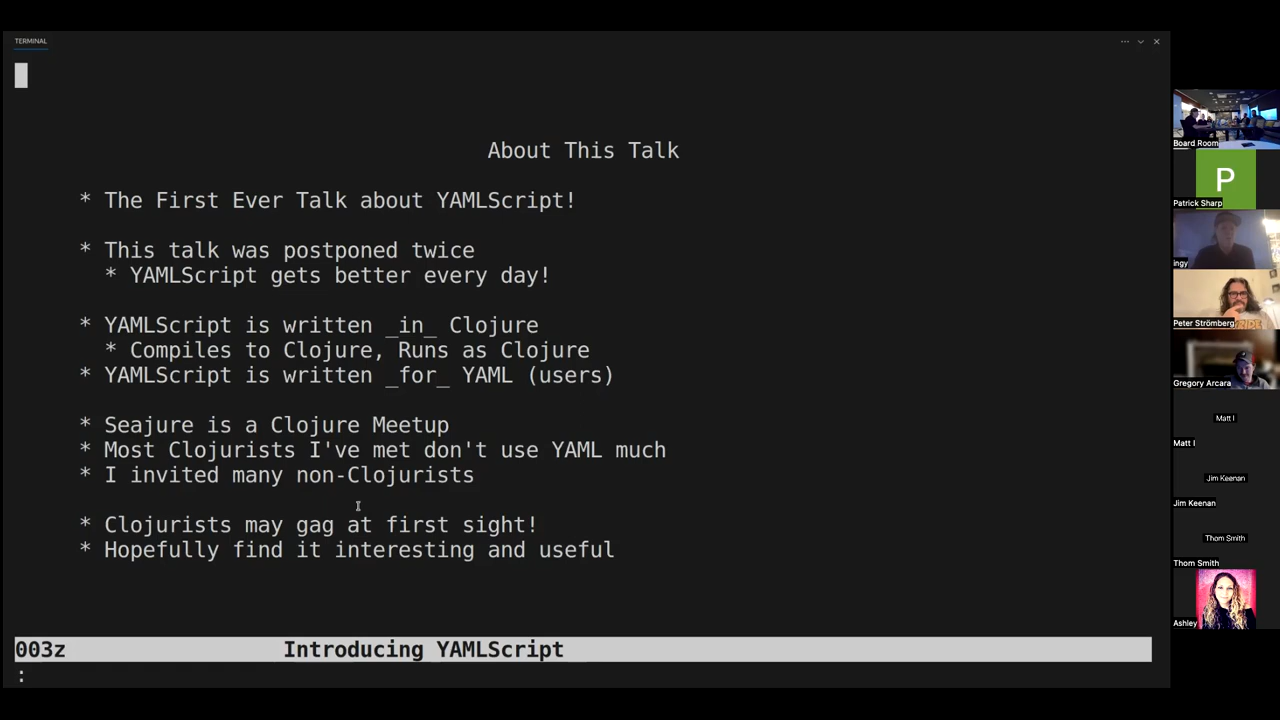 TERMINAL
About This Talk
* The First Ever Talk about YAMLScript!
* This talk was postponed twice
* YAMLScript gets better every day!
* YAMLScript is written _in_ Clojure
* Compiles to Clojure, Runs as Clojure
* YAMLScript is written _for_ YAML (users)
* Seajure is a Clojure Meetup
* Most Clojurists I've met don't use YAML much
* I invited many non-Clojurists
* Clojurists may gag at first sight!
* Hopefully find it interesting and useful
003z Introducing YAMLScript
:
Board Room
P
Patrick Sharp
ingy
Peter Strömberg
Gregory Arcara
Matt I
Matt I
Jim Keenan
Jim Keenan
Thom Smith
Thom Smith
Ashley